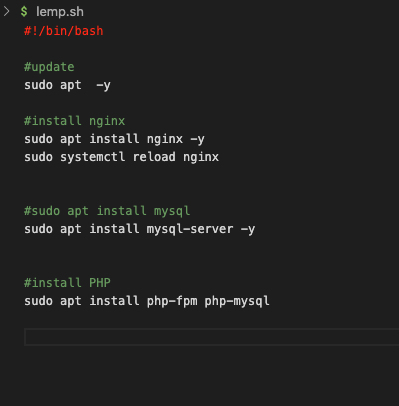 > $ lemp.sh
#!/bin/bash
#update
sudo apt  -y
#install nginx
sudo apt install nginx -y
sudo systemctl reload nginx
#sudo apt install mysql
sudo apt install mysql-server -y
#install PHP
sudo apt install php-fpm php-mysql